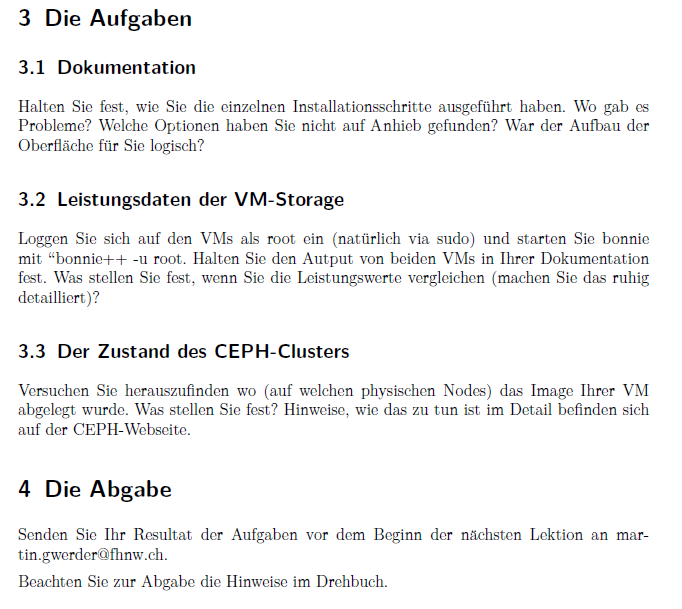 3 Die Aufgaben
3.1 Dokumentation
Halten Sie fest, wie Sie die einzelnen Installationsschritte ausgeführt haben. Wo gab es
Probleme? Welche Optionen haben Sie nicht auf Anhieb gefunden? War der Aufbau der
Oberfläche für Sie logisch?
3.2 Leistungsdaten der VM-Storage
Loggen Sie sich auf den VMs als root ein (natürlich via sudo) und starten Sie bonnie
mit “bonnie++ -u root. Halten Sie den Autput von beiden VMs in Ihrer Dokumentation
fest. Was stellen Sie fest, wenn Sie die Leistungswerte vergleichen (machen Sie das ruhig
detailliert)?
3.3 Der Zustand des CEPH-Clusters
Versuchen Sie herauszufinden wo (auf welchen physischen Nodes) das Image Ihrer VM
abgelegt wurde. Was stellen Sie fest? Hinweise, wie das zu tun ist im Detail befinden sich
auf der CEPH-Webseite.
4 Die Abgabe
Senden Sie Ihr Resultat der Aufgaben vor dem Beginn der nächsten Lektion an mar-
tin.gwerder@fhnw.ch.
Beachten Sie zur Abgabe die Hinweise im Drehbuch.